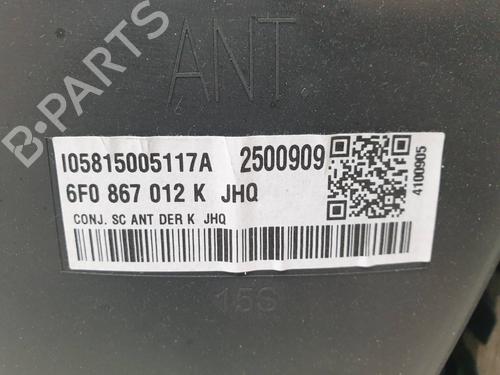 ANT
B-PARTS
I05815005117A 2500909
6F0 867 012 K JHQ
CONJ. SC ANT DER K JHQ
4100905
15S